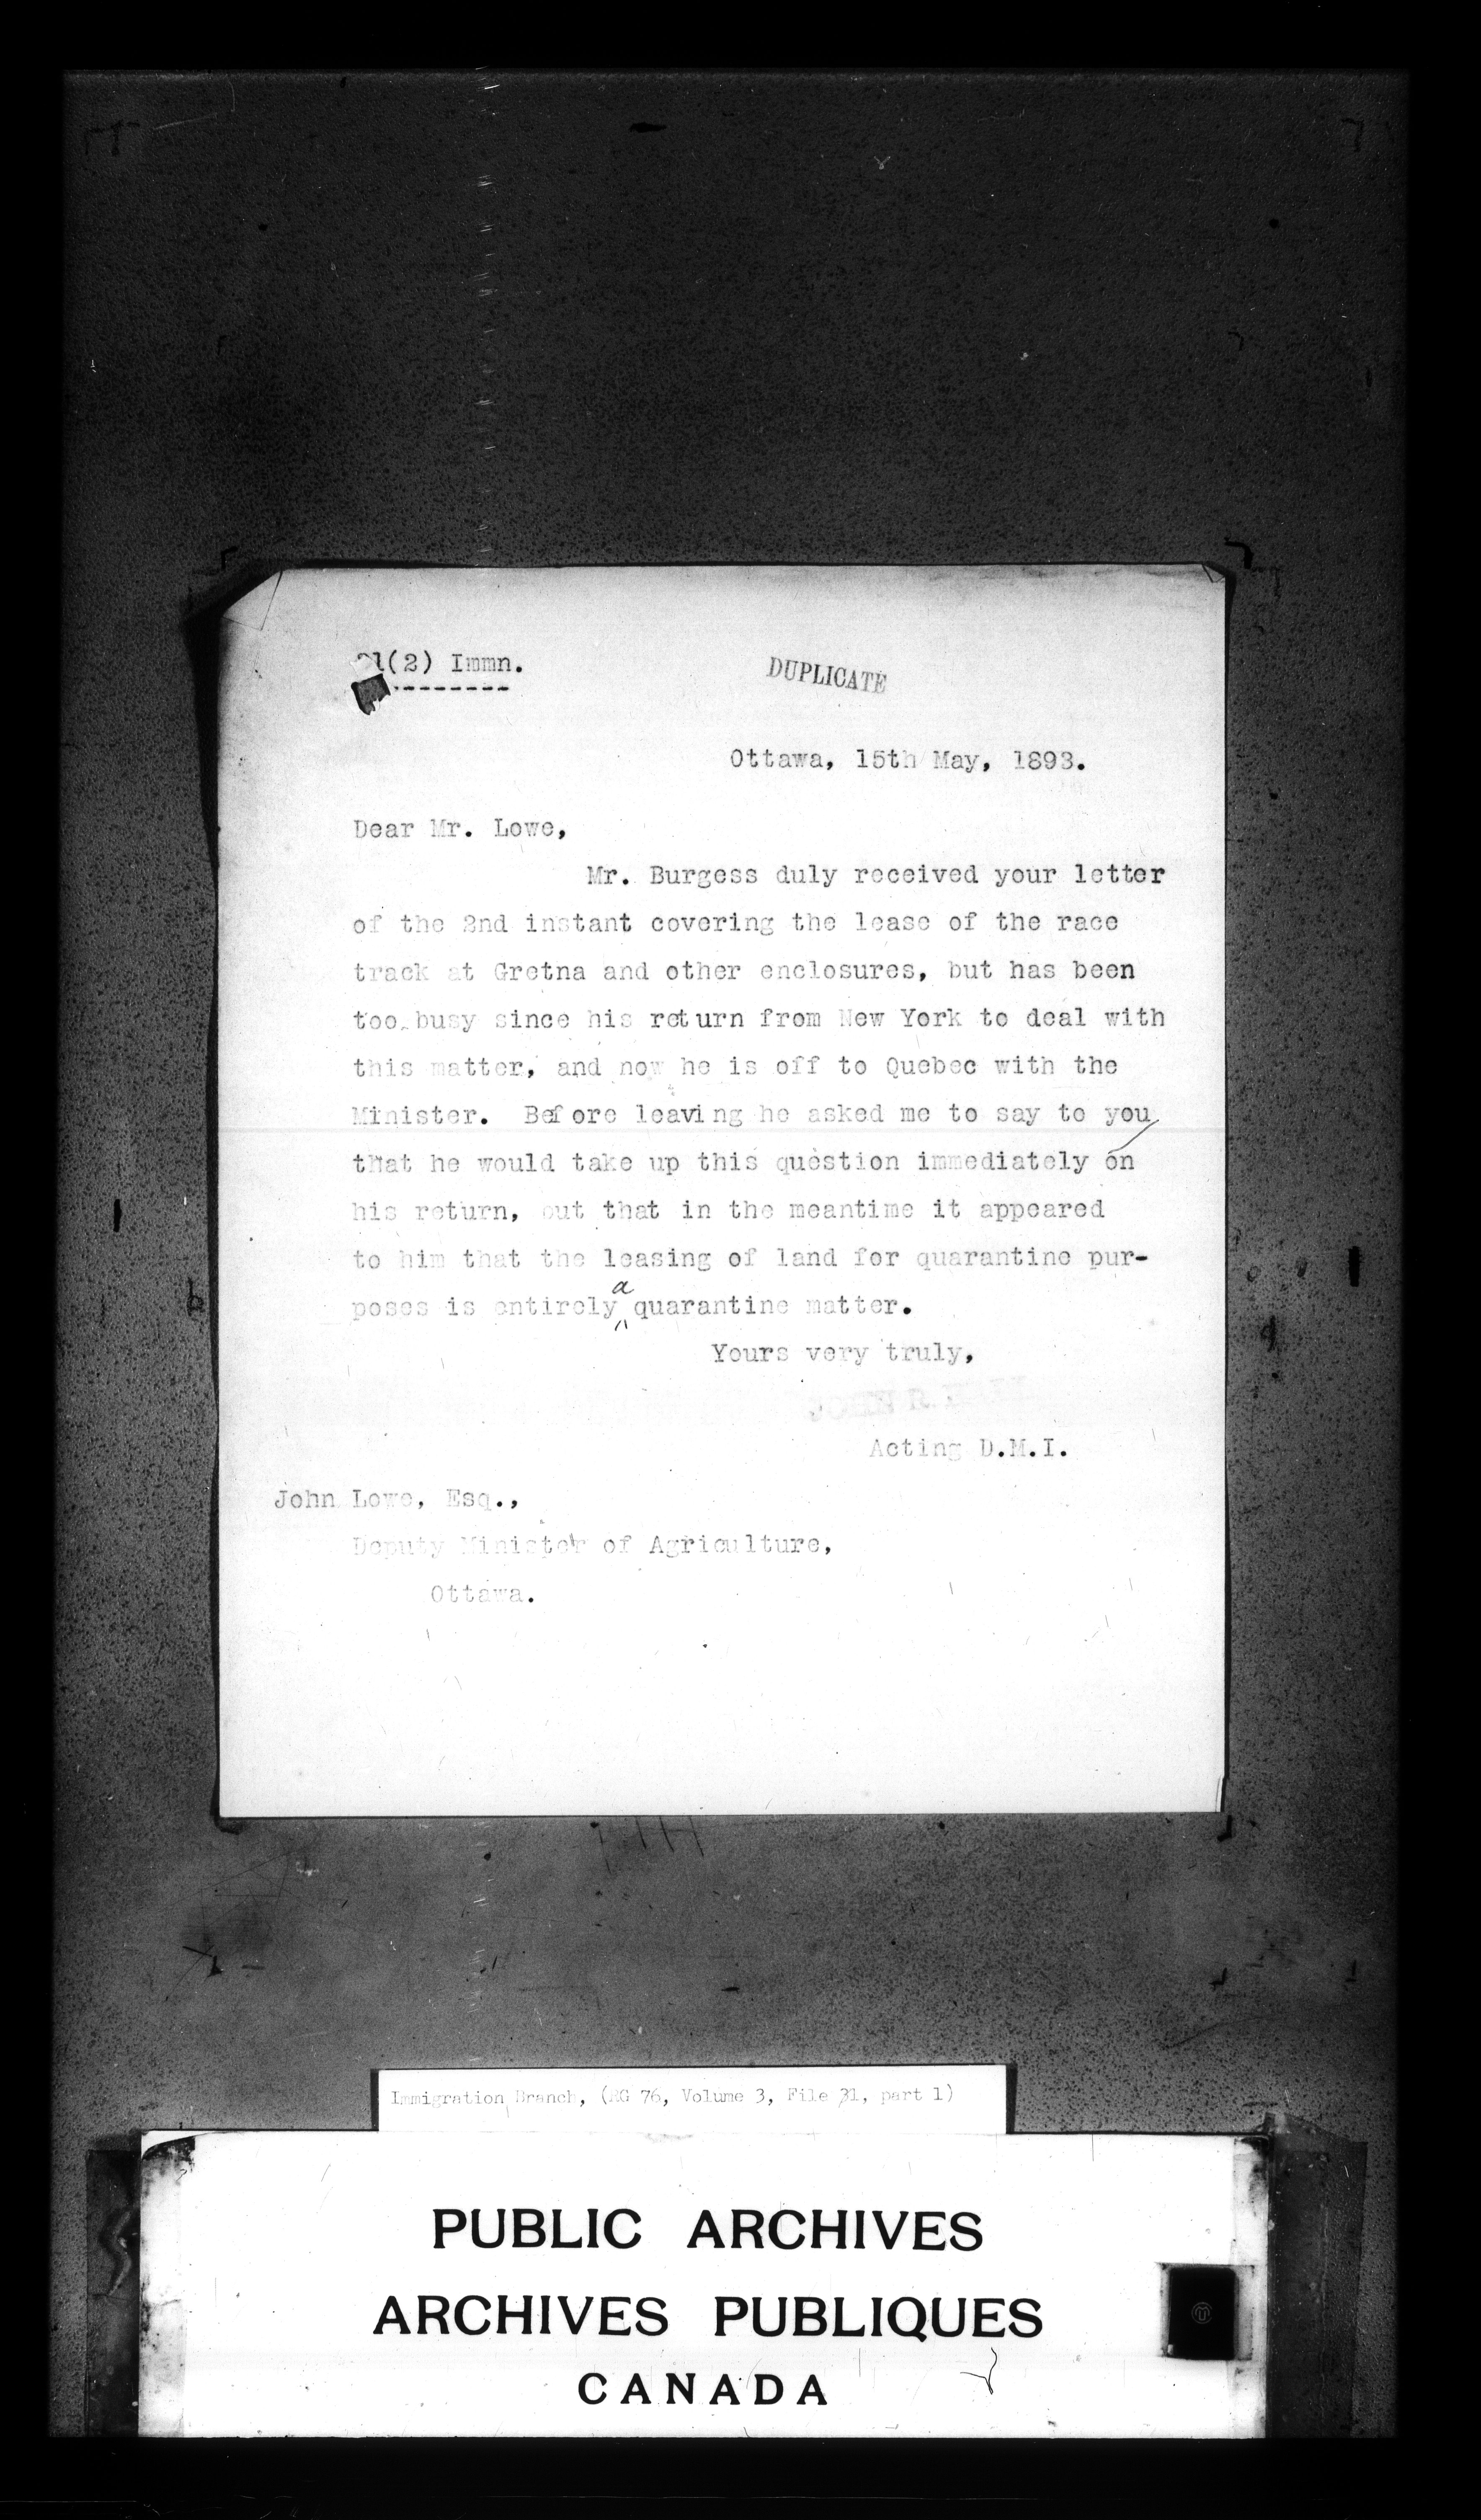 31(2) Immn.
DUPLICATE
Ottawa, 15th May, 1893.
Dear Mr. Lowe,
Mr. Burgess duly received your letter
of the 2nd instant covering the lease of the race
track at Gretna and other enclosures, but has been
too busy since his return from New York to deal with
this matter, and now he is off to Quebec with the
Minister. Before leaving he asked me to say to you
that he would take up this question immediately on
his return, but that in the meantime it appeared
to him that the leasing of land for quarantine pur-
poses is entirely a quarantine matter.
Yours very truly,
JOHN R.
Acting D.M.I.
John Lowe, Esq.,
Deputy Minister of Agriculture,
Ottawa.
Immigration Branch, (RG 76, Volume 3, File 31, part 1)
PUBLIC ARCHIVES
ARCHIVES PUBLIQUES
CANADA